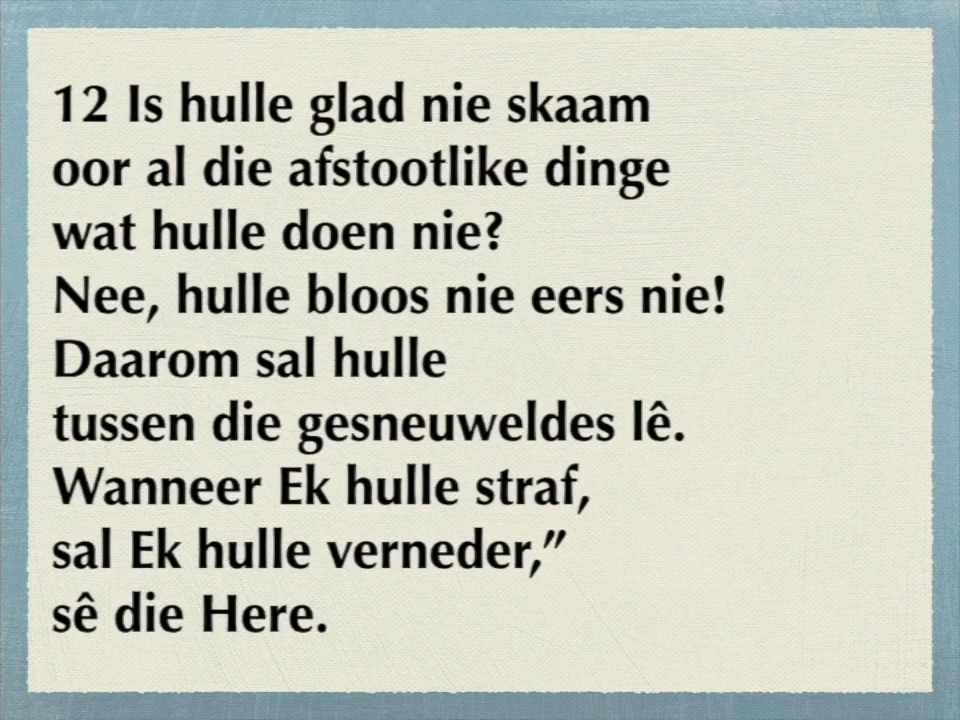 12 Is hulle glad nie skaam
oor al die afstootlike dinge
wat hulle doen nie?
Nee, hulle bloos nie eers nie!
Daarom sal hulle
tussen die gesneuweldes lê.
Wanneer Ek hulle straf,
sal Ek hulle verneder,”
sê die Here.